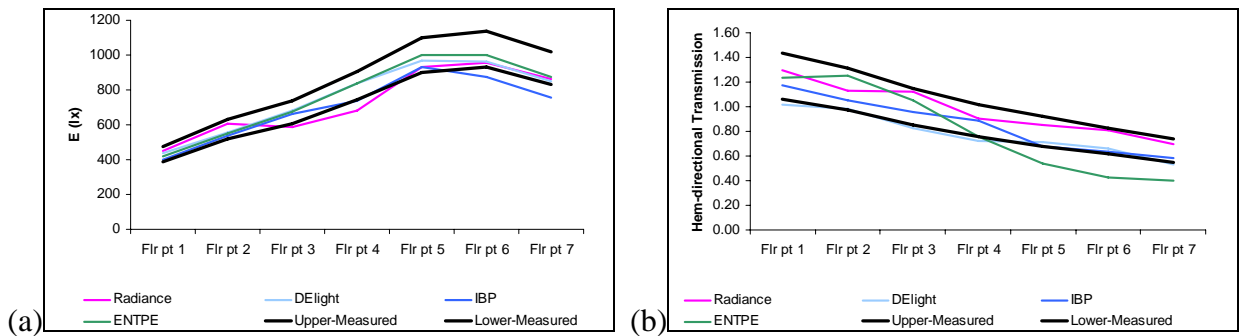 (a)
E (lx)
1200
1000
800
600
400
200
0
Flr pt 1 Flr pt 2 Flr pt 3 Flr pt 4 Flr pt 5 Flr pt 6 Flr pt 7
Radiance DElight IBP
ENTPE Upper-Measured Lower-Measured
(b)
Hem-directional Transmission
1.60
1.40
1.20
1.00
0.80
0.60
0.40
0.20
0.00
Flr pt 1 Flr pt 2 Flr pt 3 Flr pt 4 Flr pt 5 Flr pt 6 Flr pt 7
Radiance DElight IBP
ENTPE Upper-Measured Lower-Measured